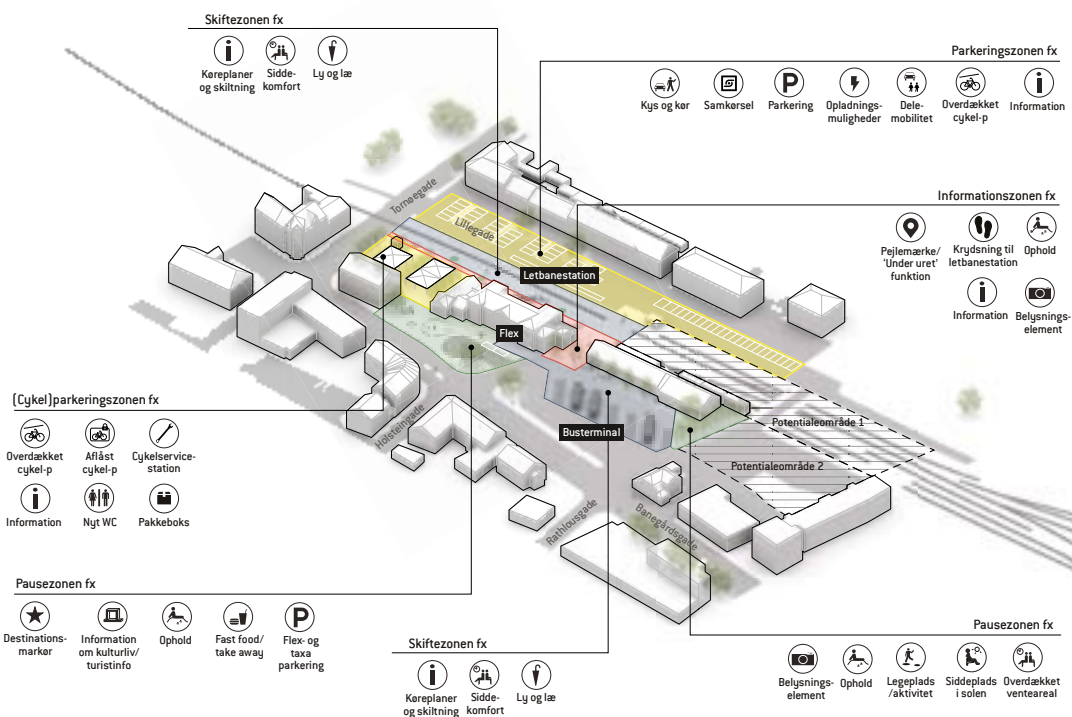 Skiftezonen fx
Køreplaner
og skiltning
Sidde-
komfort
Ly og læ
Parkeringszonen fx
Kys og kør
Samkørsel
P
Parkering
Opladnings-
muligheder
Dele-
mobilitet
Overdækket
cykel-p
Information
Informationszonen fx
Pejlemærke/
'Under uret'
funktion
Krydsning til
letbanestation
Ophold
Information
Belysnings-
element
Tornøegade
Lillegade
Letbanestation
Flex
Busterminal
Holsteingade
Rathlousgade
Banegårdsgade
Potentialeområde 1
Potentialeområde 2
(Cykel)parkeringszonen fx
Overdækket
cykel-p
Aflåst
cykel-p
Cykelservice-
station
Information
Nyt WC
Pakkeboks
Pausezonen fx
Destinations-
markør
Information
om kulturliv/
turistinfo
Ophold
Fast food/
take away
P
Flex- og
taxa
parkering
Skiftezonen fx
Køreplaner
og skiltning
Sidde-
komfort
Ly og læ
Pausezonen fx
Belysnings-
element
Ophold
Legeplads
/aktivitet
Siddeplads
i solen
Overdækket
venteareal